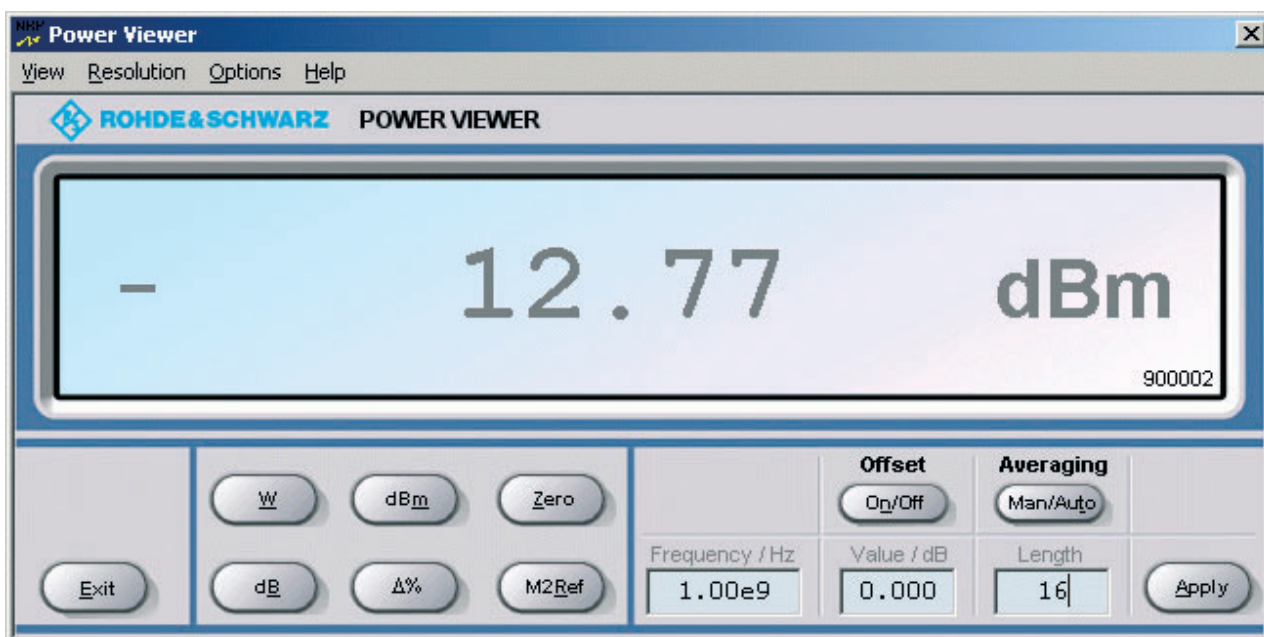 NRP Power Viewer
View Resolution Options Help
ROHDE&SCHWARZ POWER VIEWER
- 12.77 dBm
900002
Offset Averaging
W dBm Zero On/Off Man/Auto
Frequency / Hz Value / dB Length
Exit dB Δ% M2Ref 1.00e9 0.000 16 Apply